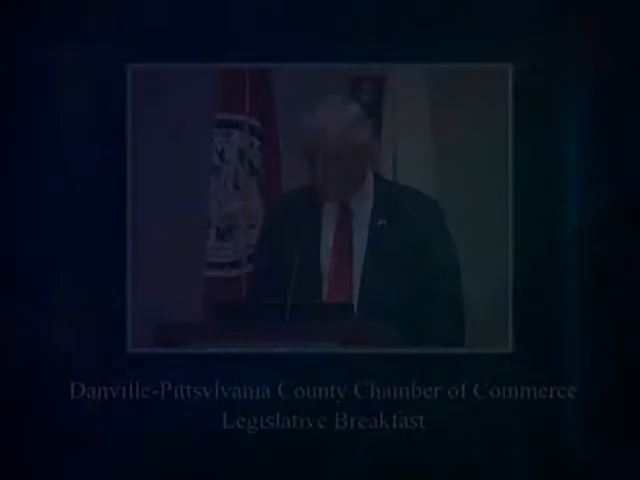 Danville-Pittsylvania County Chamber of Commerce
Legislative Breakfast